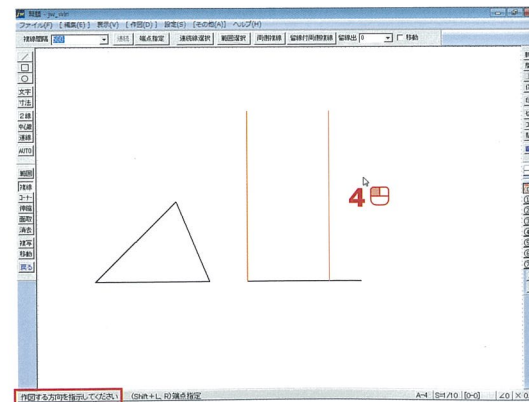 無題 - jw_win
ファイル(F) [編集(E)] 表示(V) [作図(D)] 設定(S) [その他(A)] ヘルプ(H)
複線間隔 連続 端点指定 連続線選択 範囲選択 両側複線 留線付両側複線 留線出 0 移動
文字
寸法
2線
中心線
連線
AUTO
範囲
複線
コーナー
伸縮
面取
消去
複写
移動
戻る
4
作図する方向を指示してください (Shift+L, R)端点指定 A-4 S=1/10 [0-0] ∠0